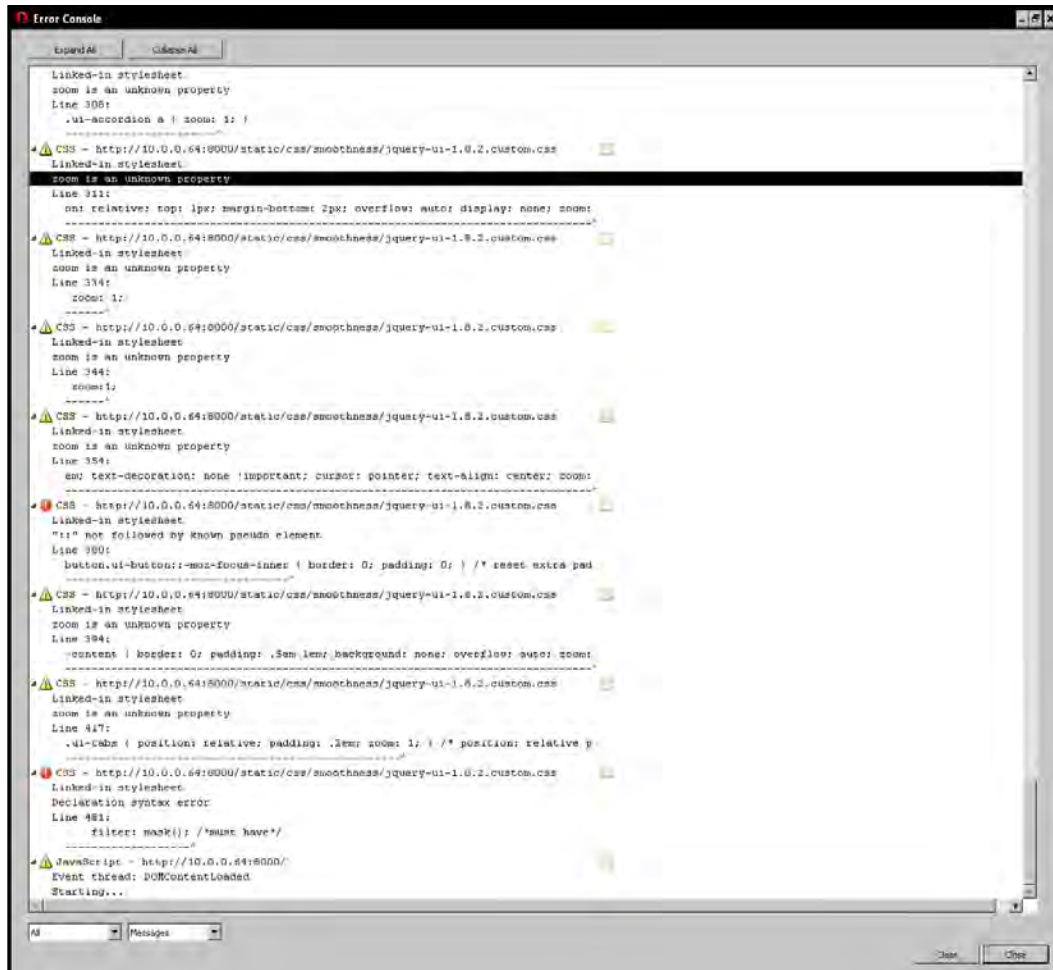 Error Console
Expand All Collapse All
Linked-in stylesheet
zoom is an unknown property
Line 308:
.ui-accordion a { zoom: 1; }
----------------------^
CSS - http://10.0.0.64:8000/static/css/smoothness/jquery-ui-1.8.2.custom.css
Linked-in stylesheet
zoom is an unknown property
Line 311:
on: relative; top: 1px; margin-bottom: 2px; overflow: auto; display: none; zoom:
--------------------------------------------------------------------------------^
CSS - http://10.0.0.64:8000/static/css/smoothness/jquery-ui-1.8.2.custom.css
Linked-in stylesheet
zoom is an unknown property
Line 334:
zoom: 1;
------^
CSS - http://10.0.0.64:8000/static/css/smoothness/jquery-ui-1.8.2.custom.css
Linked-in stylesheet
zoom is an unknown property
Line 344:
zoom:1;
------^
CSS - http://10.0.0.64:8000/static/css/smoothness/jquery-ui-1.8.2.custom.css
Linked-in stylesheet
zoom is an unknown property
Line 354:
em; text-decoration: none !important; cursor: pointer; text-align: center; zoom:
--------------------------------------------------------------------------------^
CSS - http://10.0.0.64:8000/static/css/smoothness/jquery-ui-1.8.2.custom.css
Linked-in stylesheet
"::" not followed by known pseudo element
Line 380:
button.ui-button::-moz-focus-inner { border: 0; padding: 0; } /* reset extra pad
----------------------------------^
CSS - http://10.0.0.64:8000/static/css/smoothness/jquery-ui-1.8.2.custom.css
Linked-in stylesheet
zoom is an unknown property
Line 394:
-content { border: 0; padding: .5em 1em; background: none; overflow: auto; zoom:
--------------------------------------------------------------------------------^
CSS - http://10.0.0.64:8000/static/css/smoothness/jquery-ui-1.8.2.custom.css
Linked-in stylesheet
zoom is an unknown property
Line 417:
.ui-tabs { position: relative; padding: .2em; zoom: 1; } /* position: relative p
--------------------------------------------------^
CSS - http://10.0.0.64:8000/static/css/smoothness/jquery-ui-1.8.2.custom.css
Linked-in stylesheet
Declaration syntax error
Line 481:
filter: mask(); /*must have*/
-------------------^
JavaScript - http://10.0.0.64:8000/
Event thread: DOMContentLoaded
Starting...
All Messages
Clear Close